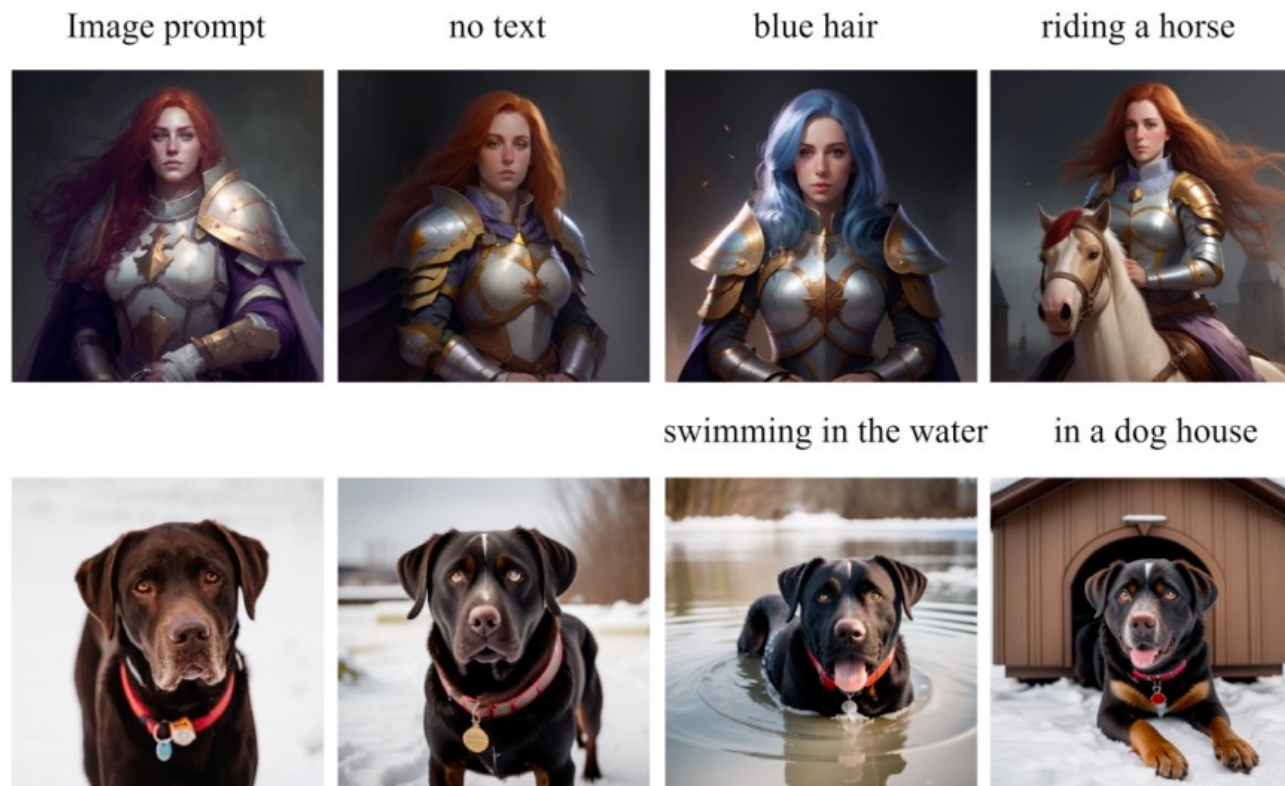 Image prompt
no text
blue hair
riding a horse
swimming in the water
in a dog house